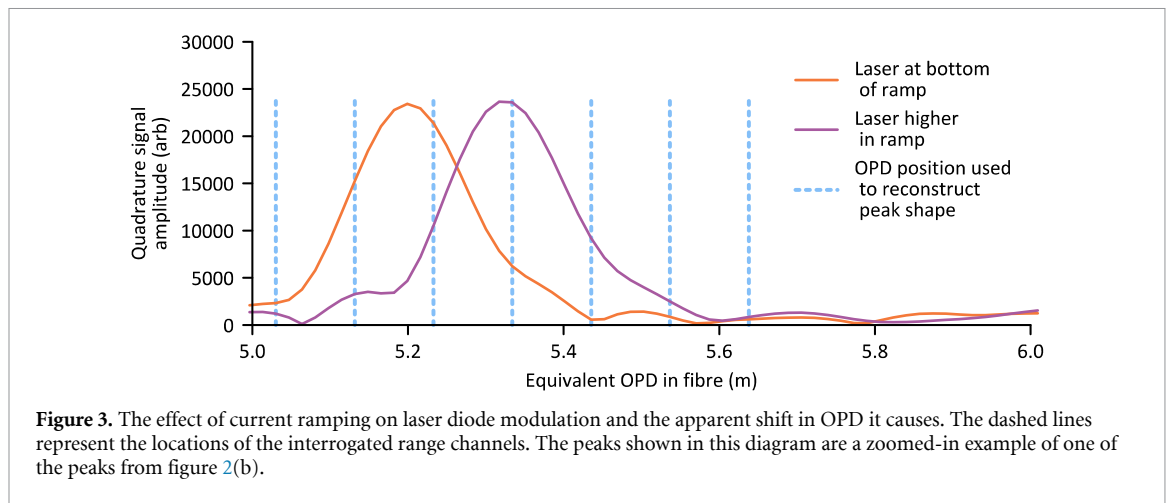 30000
25000
20000
15000
10000
5000
0
Quadrature signal
amplitude (arb)
5.0 5.2 5.4 5.6 5.8 6.0
Equivalent OPD in fibre (m)
Laser at bottom
of ramp
Laser higher
in ramp
OPD position used
to reconstruct
peak shape
Figure 3. The effect of current ramping on laser diode modulation and the apparent shift in OPD it causes. The dashed lines
represent the locations of the interrogated range channels. The peaks shown in this diagram are a zoomed-in example of one of
the peaks from figure 2(b).